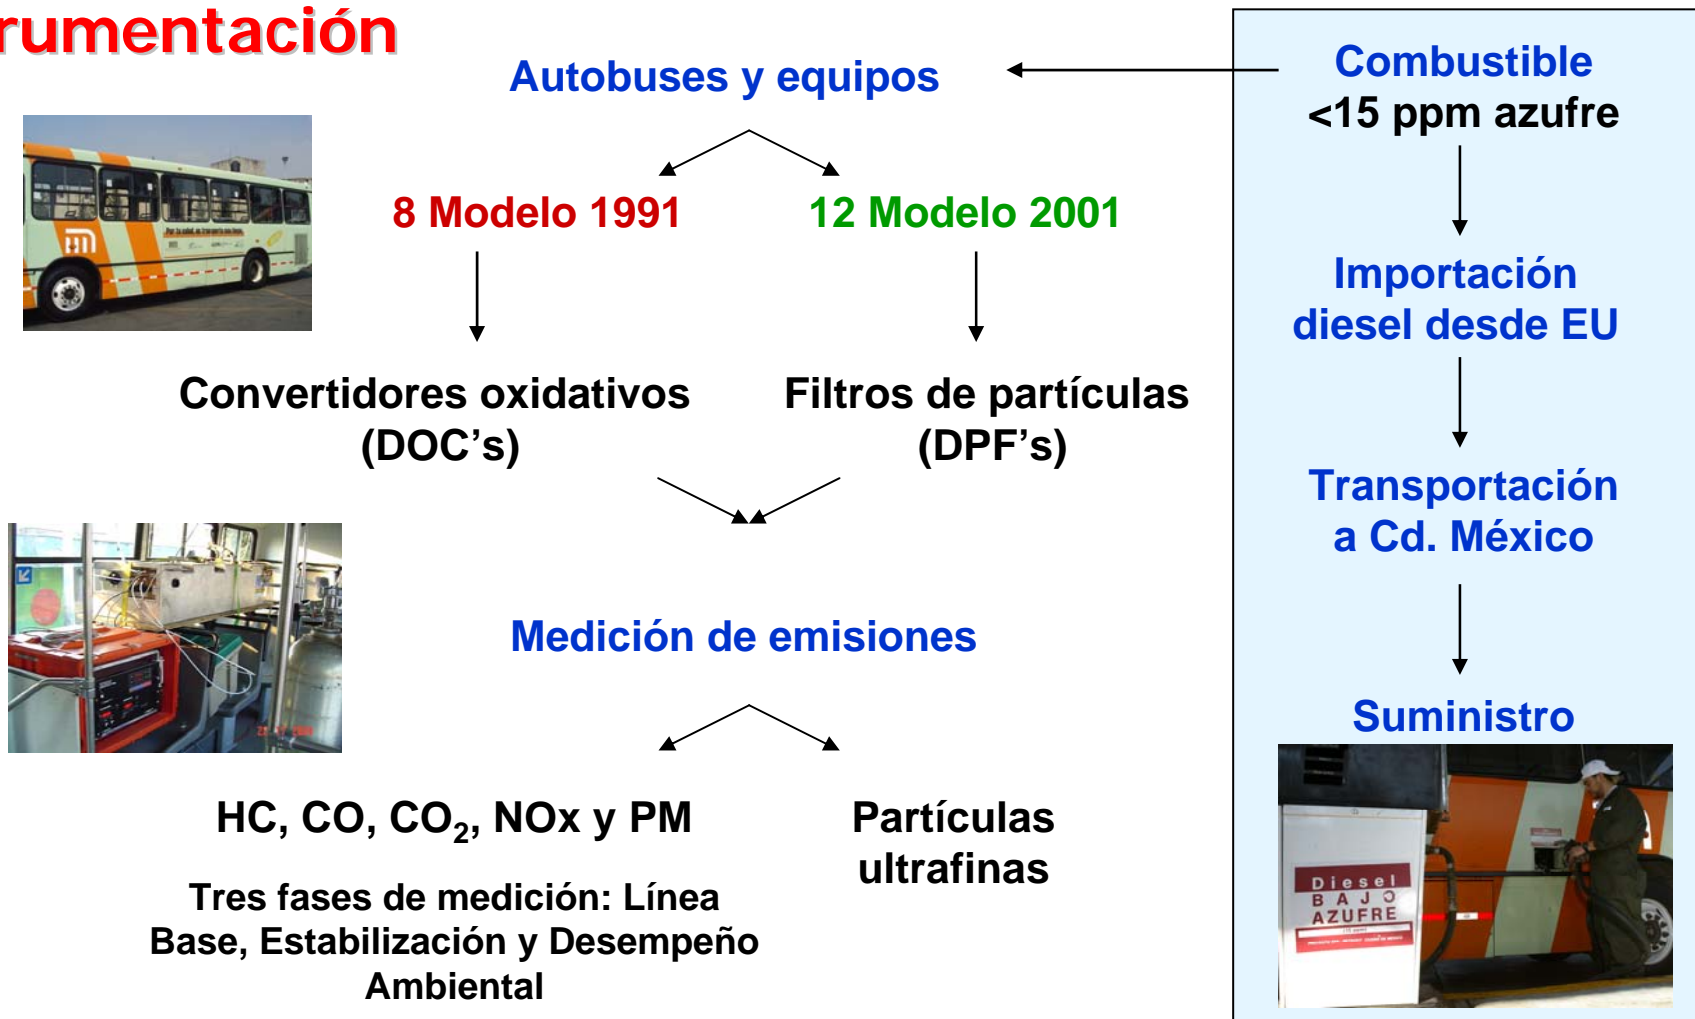 rumentación
Autobuses y equipos
8 Modelo 1991
12 Modelo 2001
Convertidores oxidativos
(DOC’s)
Filtros de partículas
(DPF’s)
Medición de emisiones
HC, CO, CO₂, NOx y PM
Tres fases de medición: Línea
Base, Estabilización y Desempeño
Ambiental
Partículas
ultrafinas
Combustible
<15 ppm azufre
Importación
diesel desde EU
Transportación
a Cd. México
Suministro
Diesel
BAJO
AZUFRE